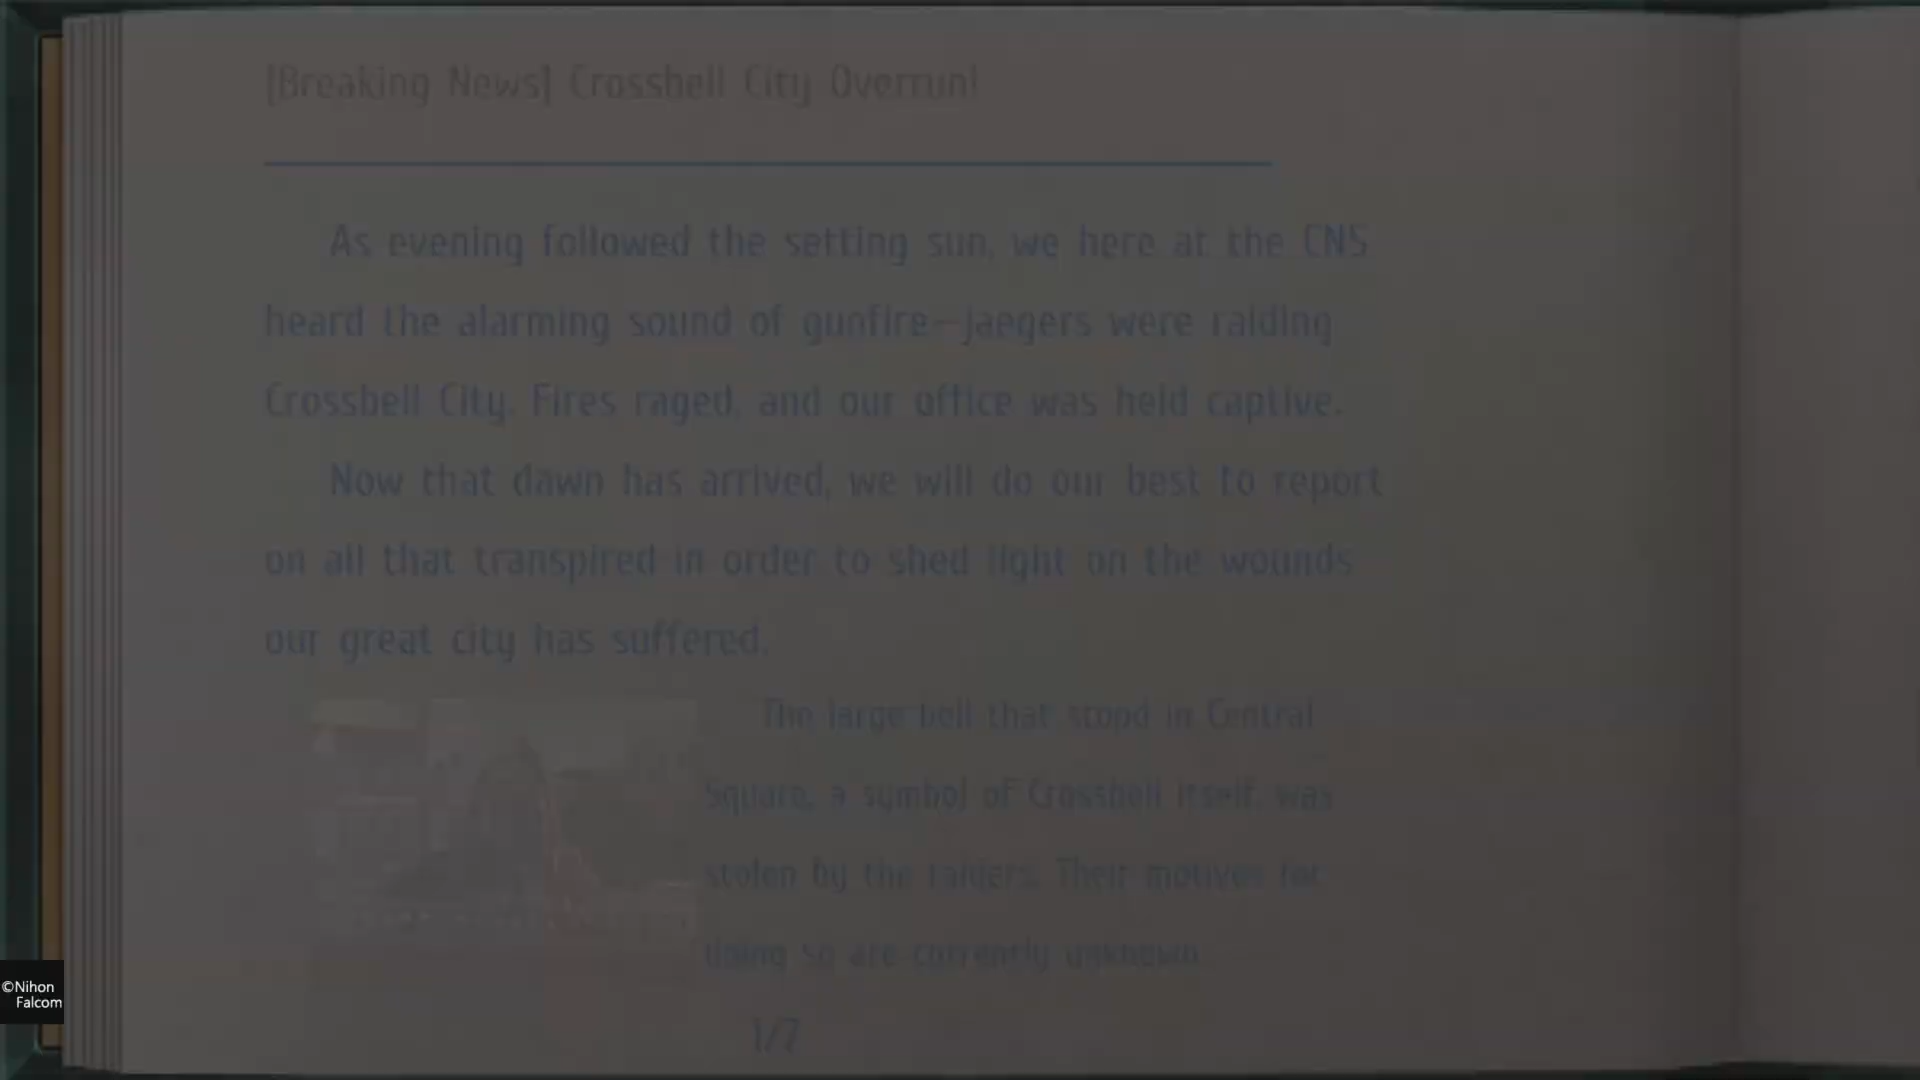 [Breaking News] Crossbell City Overrun!
As evening followed the setting sun, we here at the CNS
heard the alarming sound of gunfire—jaegers were raiding
Crossbell City. Fires raged, and our office was held captive.
Now that dawn has arrived, we will do our best to report
on all that transpired in order to shed light on the wounds
our great city has suffered.
The large bell that stood in Central
Square, a symbol of Crossbell itself, was
stolen by the raiders. Their motives for
doing so are currently unknown.
1/7
©Nihon
Falcom